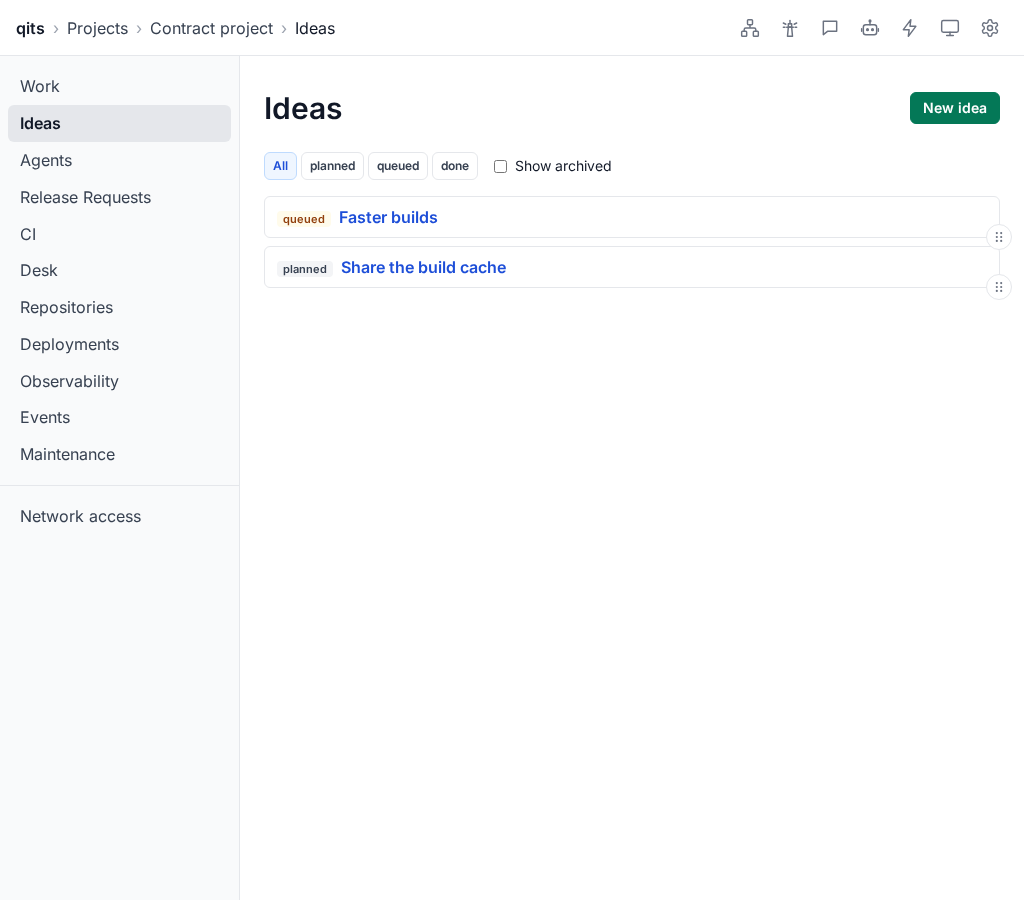 qits › Projects › Contract project › Ideas
Work
Ideas
Agents
Release Requests
CI
Desk
Repositories
Deployments
Observability
Events
Maintenance
Network access
Ideas
New idea
All planned queued done Show archived
queued Faster builds
planned Share the build cache